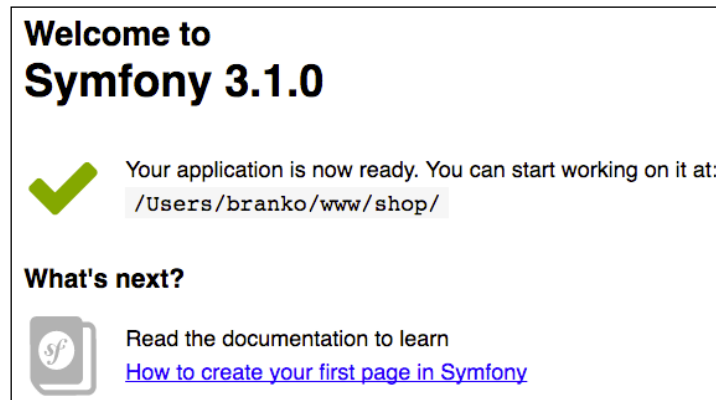 Welcome to
Symfony 3.1.0
Your application is now ready. You can start working on it at:
/Users/branko/www/shop/
What's next?
sf
Read the documentation to learn
How to create your first page in Symfony